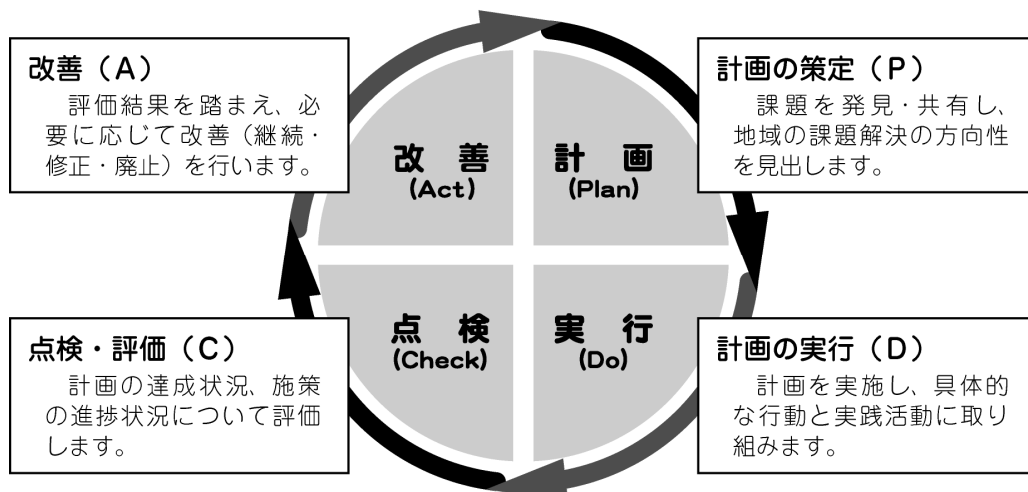 改善（A）
評価結果を踏まえ、必
要に応じて改善（継続・
修正・廃止）を行います。
計画の策定（P）
課題を発見・共有し、
地域の課題解決の方向性
を見出します。
改 善
(Act)
計 画
(Plan)
点 検
(Check)
実 行
(Do)
点検・評価（C）
計画の達成状況、施策
の進捗状況について評価
します。
計画の実行（D）
計画を実施し、具体的
な行動と実践活動に取り
組みます。